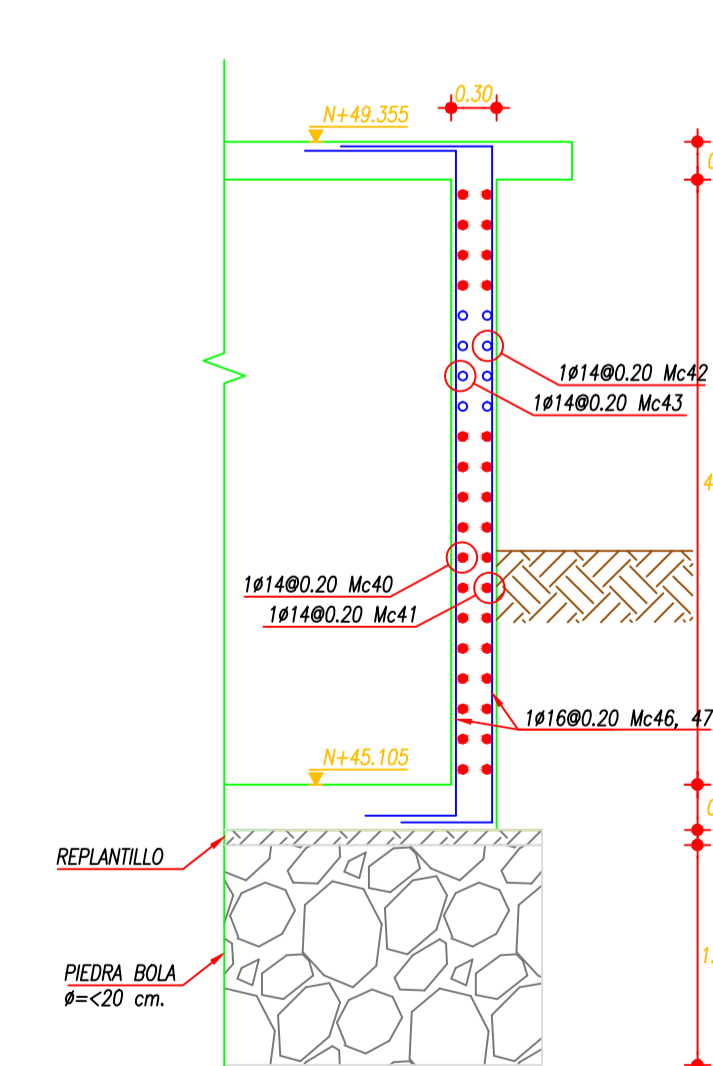 0.30
N+49.355
1ø14@0.20 Mc42
1ø14@0.20 Mc43
1ø14@0.20 Mc40
1ø14@0.20 Mc41
1ø16@0.20 Mc46, 47
N+45.105
REPLANTILLO
PIEDRA BOLA
ø=<20 cm.